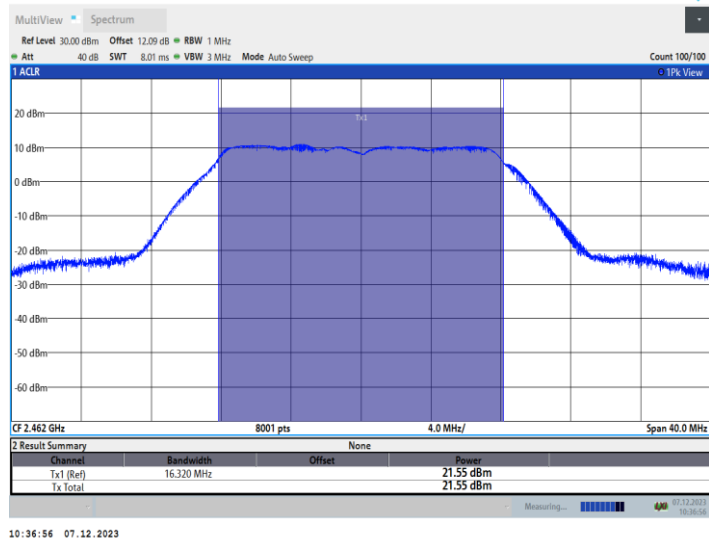 MultiView Spectrum
Ref Level 30.00 dBm Offset 12.09 dB RBW 1 MHz
Att 40 dB SWT 8.01 ms VBW 3 MHz Mode Auto Sweep Count 100/100
1 ACLR 1Pk View
Tx1
20 dBm
10 dBm
0 dBm
-10 dBm
-20 dBm
-30 dBm
-40 dBm
-50 dBm
-60 dBm
CF 2.462 GHz 8001 pts 4.0 MHz/ Span 40.0 MHz
2 Result Summary None
Channel Bandwidth Offset Power
Tx1 (Ref) 16.320 MHz 21.55 dBm
Tx Total 21.55 dBm
Measuring... 07.12.2023
10:36:56
10:36:56 07.12.2023